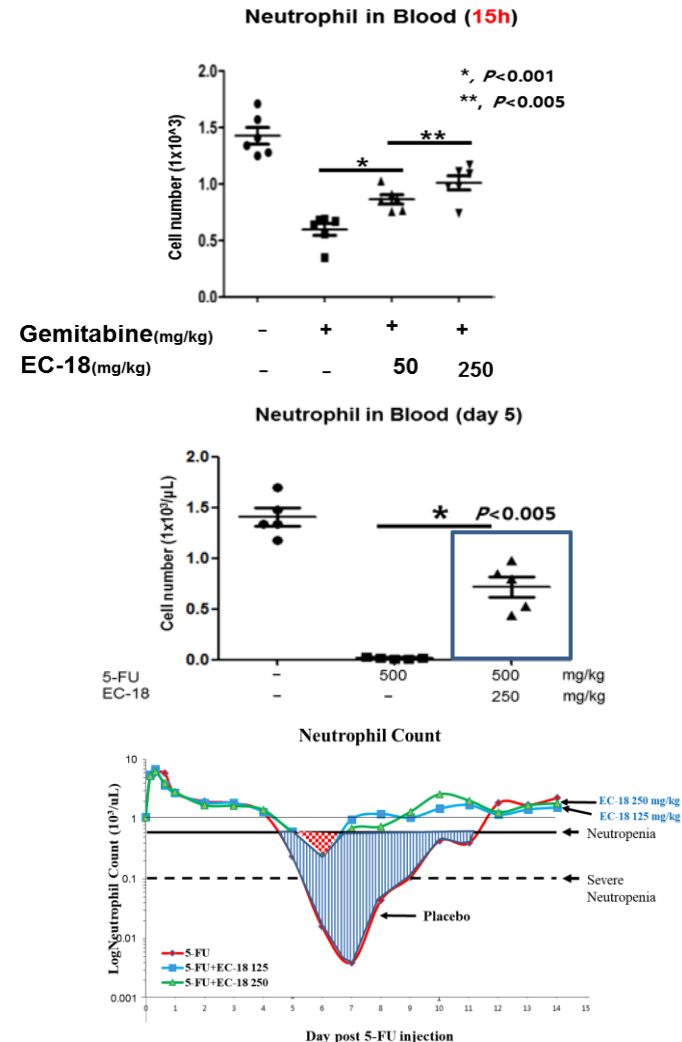 Neutrophil in Blood (15h)
*, P<0.001
**, P<0.005
Cell number (1x10^3)
2.0
1.5
1.0
0.5
0.0
*
**
Gemitabine(mg/kg) – + + +
EC-18(mg/kg) – – 50 250
Neutrophil in Blood (day 5)
Cell number (1x10³/µL)
2.0
1.5
1.0
0.5
0.0
* P<0.005
5-FU – 500 500 mg/kg
EC-18 – – 250 mg/kg
Neutrophil Count
LogNeutrophil Count (10³/uL)
10
1
0.1
0.01
0.001
EC-18 250 mg/kg
EC-18 125 mg/kg
Neutropenia
Severe
Neutropenia
Placebo
5-FU
5-FU+EC-18 125
5-FU+EC-18 250
0 1 2 3 4 5 6 7 8 9 10 11 12 13 14 15
Day post 5-FU injection